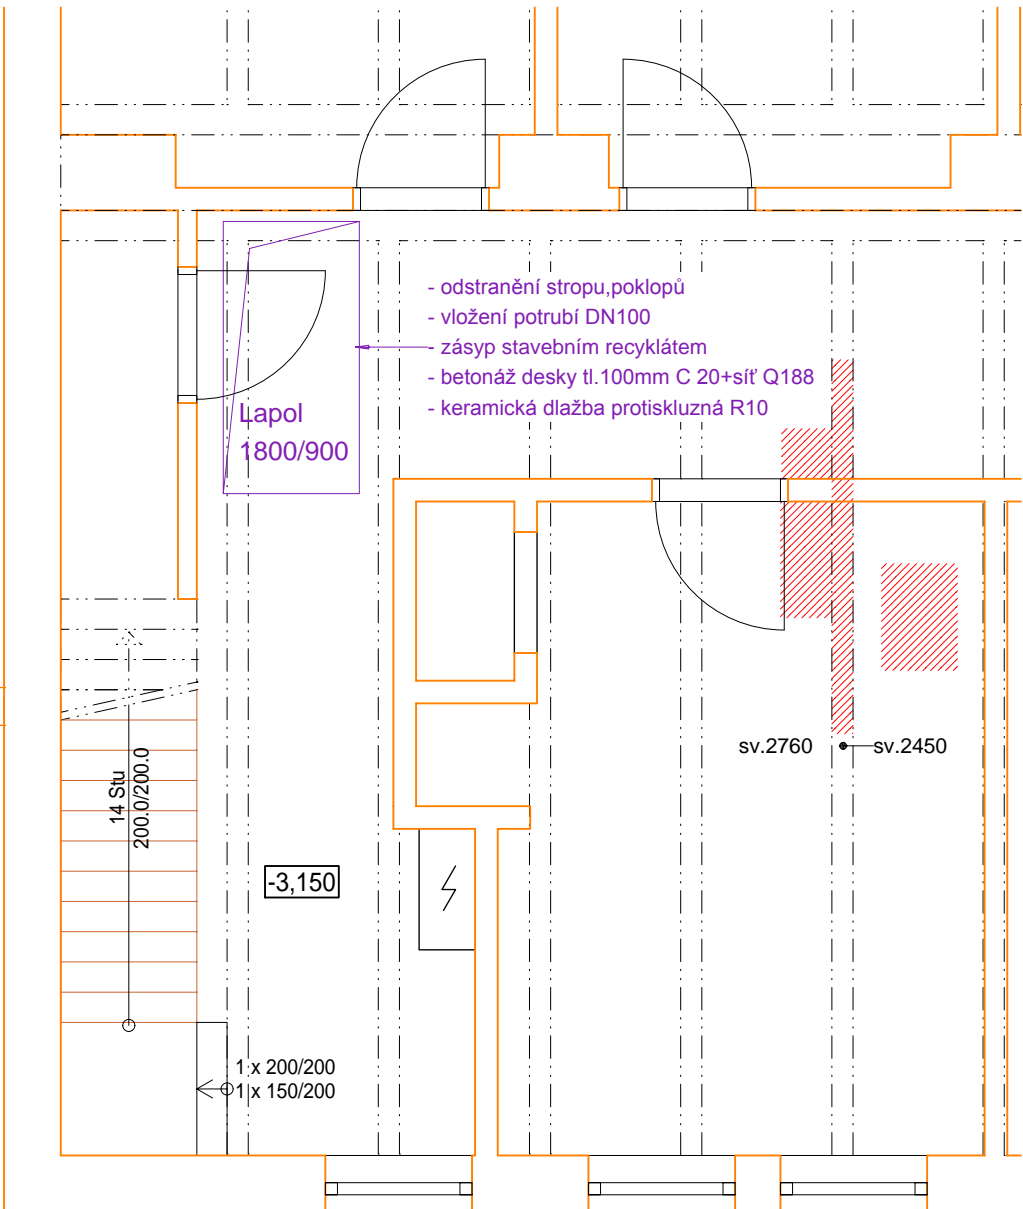 - odstranění stropu,poklopů
- vložení potrubí DN100
- zásyp stavebním recyklátem
- betonáž desky tl.100mm C 20+síť Q188
- keramická dlažba protiskluzná R10
Lapol
1800/900
sv.2760
sv.2450
14 Stu
200.0/200.0
-3,150
1 x 200/200
1 x 150/200